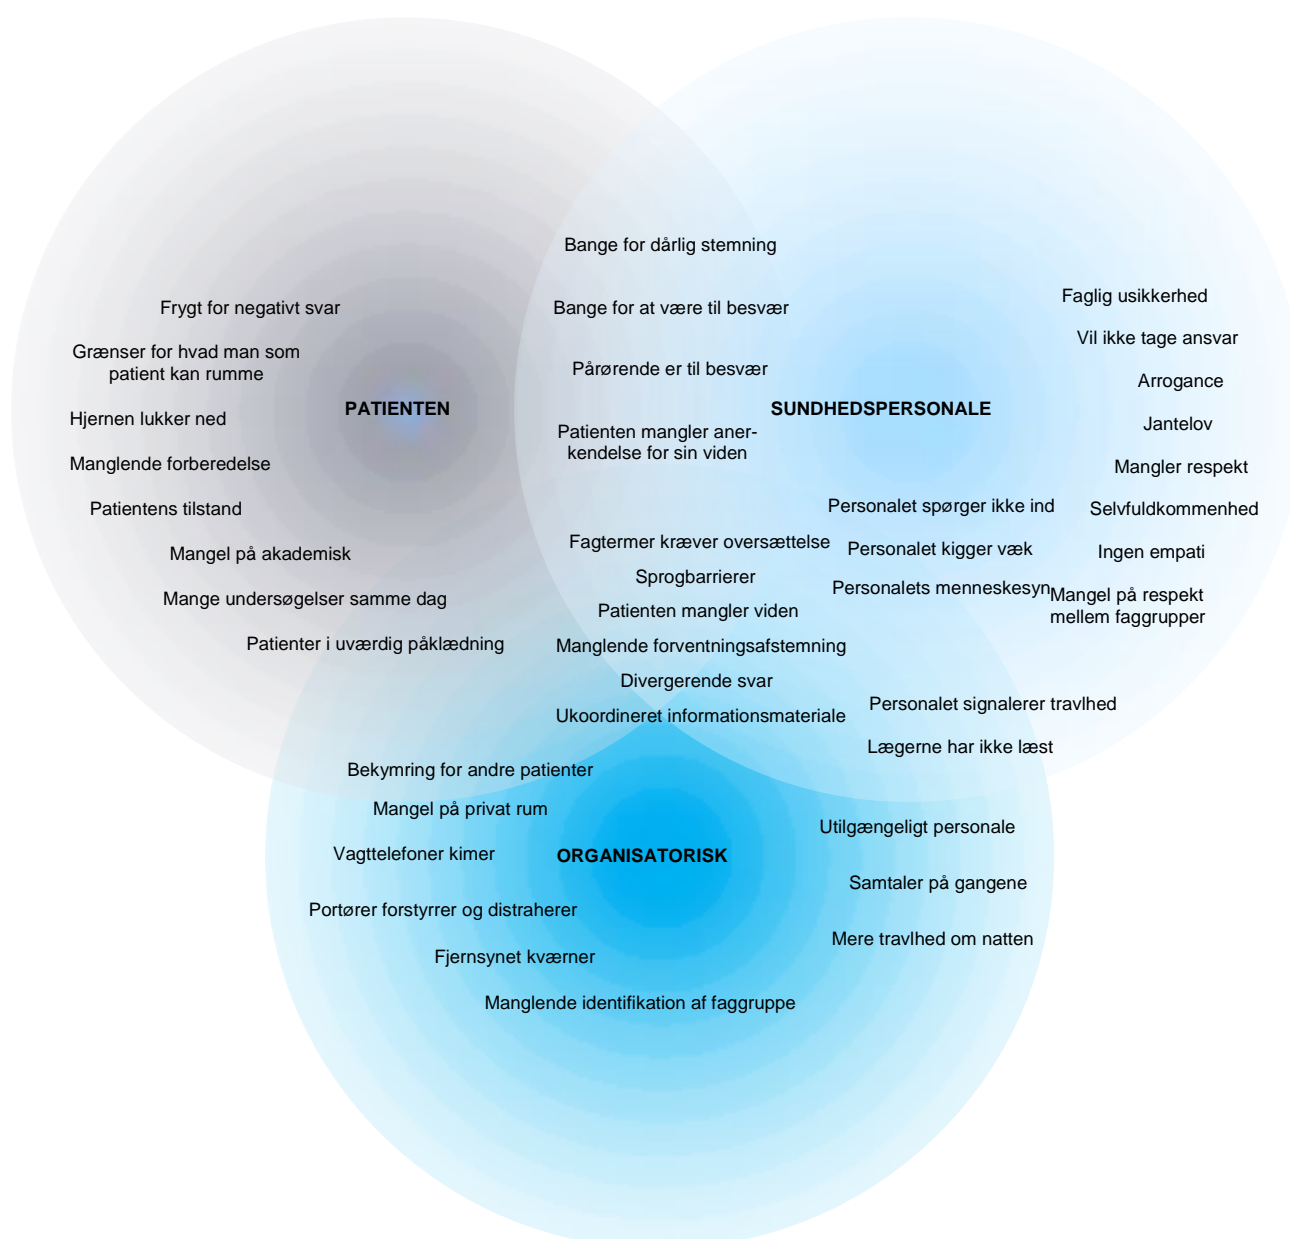 Frygt for negativt svar
Grænser for hvad man som
patient kan rumme
PATIENTEN
Hjernen lukker ned
Manglende forberedelse
Patientens tilstand
Mangel på akademisk
Mange undersøgelser samme dag
Patienter i uværdig påklædning
Bange for dårlig stemning
Bange for at være til besvær
Pårørende er til besvær
Patienten mangler aner-
kendelse for sin viden
Fagtermer kræver oversættelse
Sprogbarrierer
Patienten mangler viden
Manglende forventningsafstemning
Divergerende svar
Ukoordineret informationsmateriale
SUNDHEDSPERSONALE
Personalet spørger ikke ind
Personalet kigger væk
Personalets menneskesyn
Faglig usikkerhed
Vil ikke tage ansvar
Arrogance
Jantelov
Mangler respekt
Selvfuldkommenhed
Ingen empati
Mangel på respekt
mellem faggrupper
Personalet signalerer travlhed
Lægerne har ikke læst
Bekymring for andre patienter
Mangel på privat rum
Vagttelefoner kimer
ORGANISATORISK
Portører forstyrrer og distraherer
Fjernsynet kværner
Manglende identifikation af faggruppe
Utilgængeligt personale
Samtaler på gangene
Mere travlhed om natten